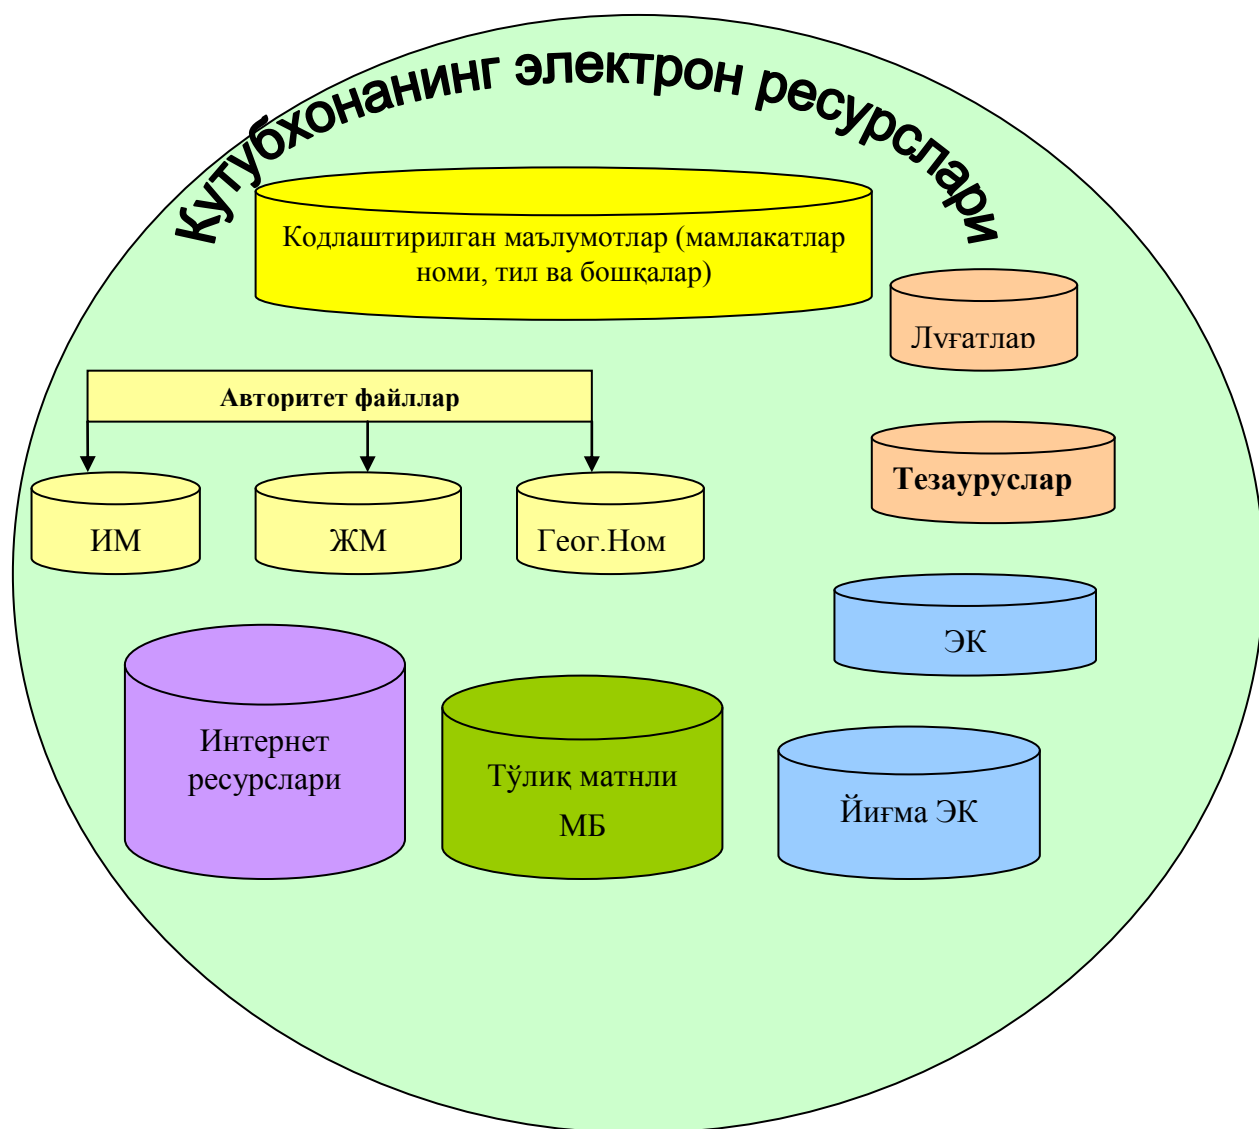 Кутубхонанинг электрон ресурслари
Кодлаштирилган маълумотлар (мамлакатлар
номи, тил ва бошқалар)
Луғатлар
Авторитет файллар
Тезауруслар
ИМ
ЖМ
Геог.Ном
ЭК
Интернет
ресурслари
Тўлиқ матнли
МБ
Йиғма ЭК